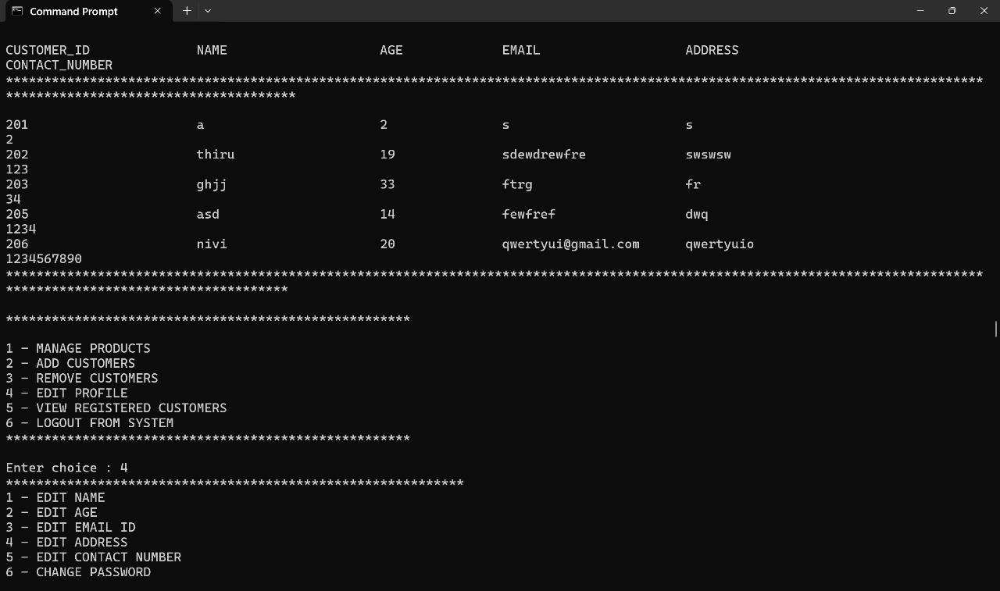 Command Prompt
CUSTOMER_ID NAME AGE EMAIL ADDRESS
CONTACT_NUMBER
********************************************************************************************************************************
**************************************
201 a 2 s s
2
202 thiru 19 sdewdrewfre swswsw
123
203 ghjj 33 ftrg fr
34
205 asd 14 fewfref dwq
1234
206 nivi 20 qwertyui@gmail.com qwertyuio
1234567890
********************************************************************************************************************************
*************************************
*****************************************************
1 - MANAGE PRODUCTS
2 - ADD CUSTOMERS
3 - REMOVE CUSTOMERS
4 - EDIT PROFILE
5 - VIEW REGISTERED CUSTOMERS
6 - LOGOUT FROM SYSTEM
*****************************************************
Enter choice : 4
************************************************************
1 - EDIT NAME
2 - EDIT AGE
3 - EDIT EMAIL ID
4 - EDIT ADDRESS
5 - EDIT CONTACT NUMBER
6 - CHANGE PASSWORD